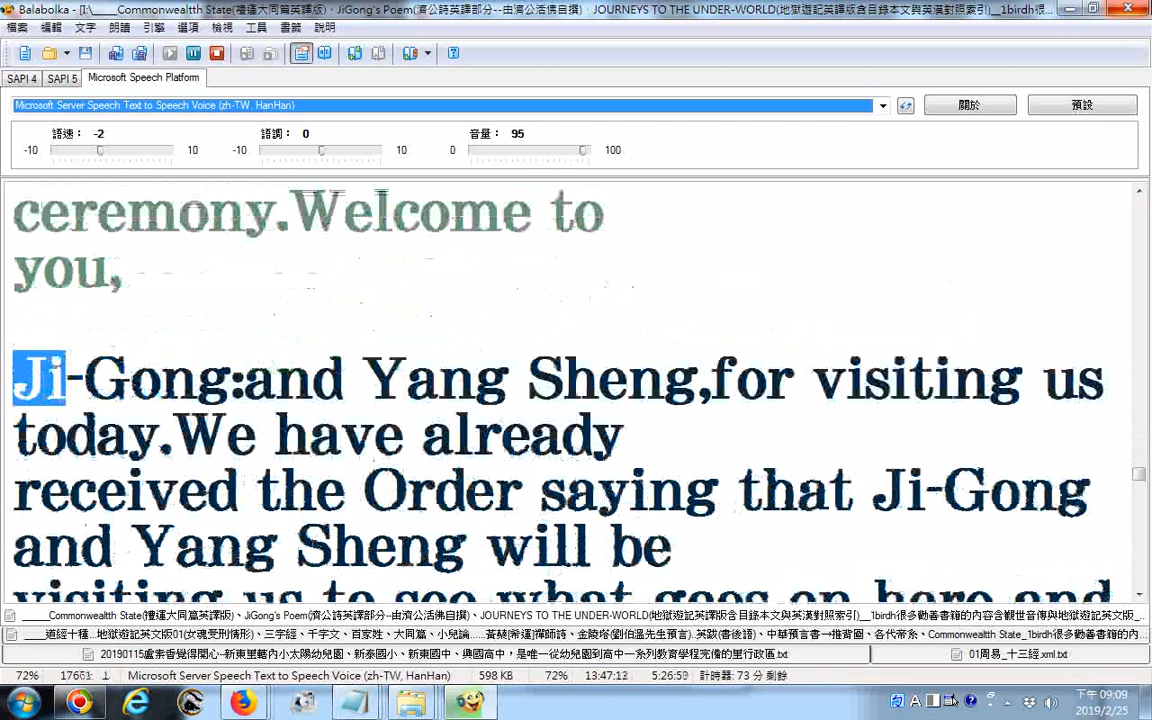 Balabolka - [I:\_____Commonwealtth State(禮運大同篇英譯版)、JiGong's Poem(濟公詩英譯部分--由濟公活佛自撰)、JOURNEYS TO THE UNDER-WORLD(地獄遊記英譯版含目錄本文與英漢對照索引)__1birdh很...
檔案 編輯 文字 朗讀 引擎 選項 檢視 工具 書籤 說明
SAPI 4 SAPI 5 Microsoft Speech Platform
Microsoft Server Speech Text to Speech Voice (zh-TW, HanHan) 關於 預設
語速： -2 語調： 0 音量： 95
-10 10 -10 10 0 100
ceremony.Welcome to
you,
Ji-Gong:and Yang Sheng,for visiting us
today.We have already
received the Order saying that Ji-Gong
and Yang Sheng will be
visiting us to see what goes on here and
_____Commonwealtth State(禮運大同篇英譯版)、JiGong's Poem(濟公詩英譯部分--由濟公活佛自撰)、JOURNEYS TO THE UNDER-WORLD(地獄遊記英譯版含目錄本文與英漢對照索引)__1birdh很多勸善書籍的內容含觀世音傳與地獄遊記英文版_...
道經十種...地獄遊記英文版01(女魂受刑情形)、三字經、千字文、百家姓、大同篇、小兒論......黃蘗[希運]禪師詩、金陵塔(劉伯溫先生預言).英跋(書後語)、中華預言書一推背圖、各代帝系、Commonwealth State_1birdh很多勸善書籍的內...
20190115盧素香覺得開心--新東里轄內小太陽幼兒園、新泰國小、新東國中、興國高中，是唯一從幼兒園到高中一系列教育學程完備的里行政區.txt 01周易_十三經.xml.txt
72% Microsoft Server Speech Text to Speech Voice (zh-TW, HanHan) 598 KB 72% 13:47:12 5:26:59 計時器: 73 分 剩餘
A 下午 09:09
2019/2/25